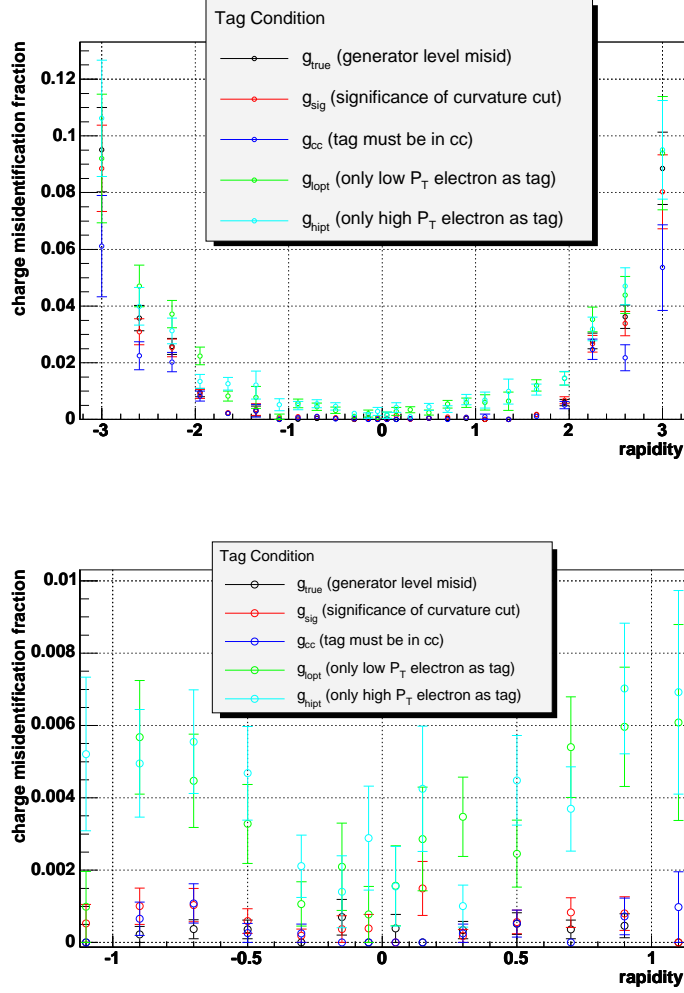 Tag Condition
g_true (generator level misid)
g_sig (significance of curvature cut)
g_cc (tag must be in cc)
g_lopt (only low P_T electron as tag)
g_hipt (only high P_T electron as tag)
charge misidentification fraction
0.12
0.1
0.08
0.06
0.04
0.02
0
-3 -2 -1 0 1 2 3
rapidity
Tag Condition
g_true (generator level misid)
g_sig (significance of curvature cut)
g_cc (tag must be in cc)
g_lopt (only low P_T electron as tag)
g_hipt (only high P_T electron as tag)
charge misidentification fraction
0.01
0.008
0.006
0.004
0.002
0
-1 -0.5 0 0.5 1
rapidity